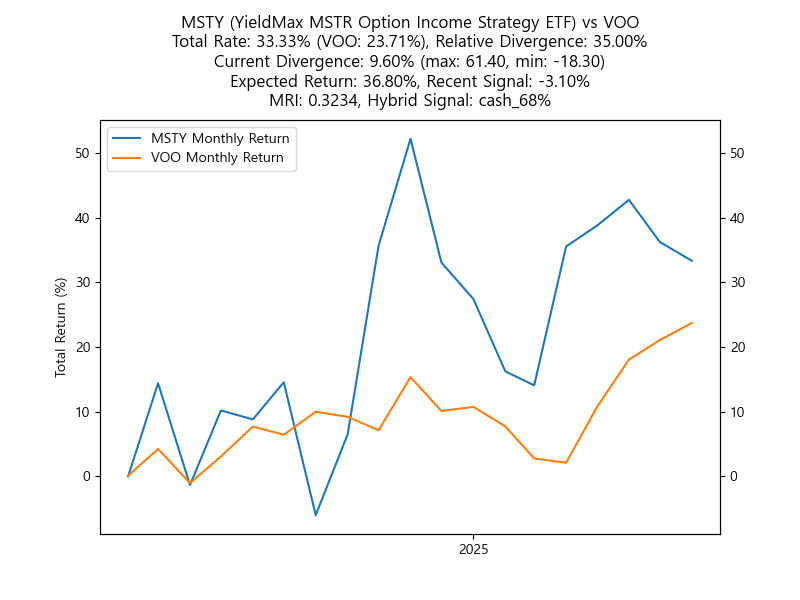 MSTY (YieldMax MSTR Option Income Strategy ETF) vs VOO
Total Rate: 33.33% (VOO: 23.71%), Relative Divergence: 35.00%
Current Divergence: 9.60% (max: 61.40, min: -18.30)
Expected Return: 36.80%, Recent Signal: -3.10%
MRI: 0.3234, Hybrid Signal: cash_68%
MSTY Monthly Return
VOO Monthly Return
50 50
40 40
30 30
20 20
10 10
0 0
Total Return (%)
2025